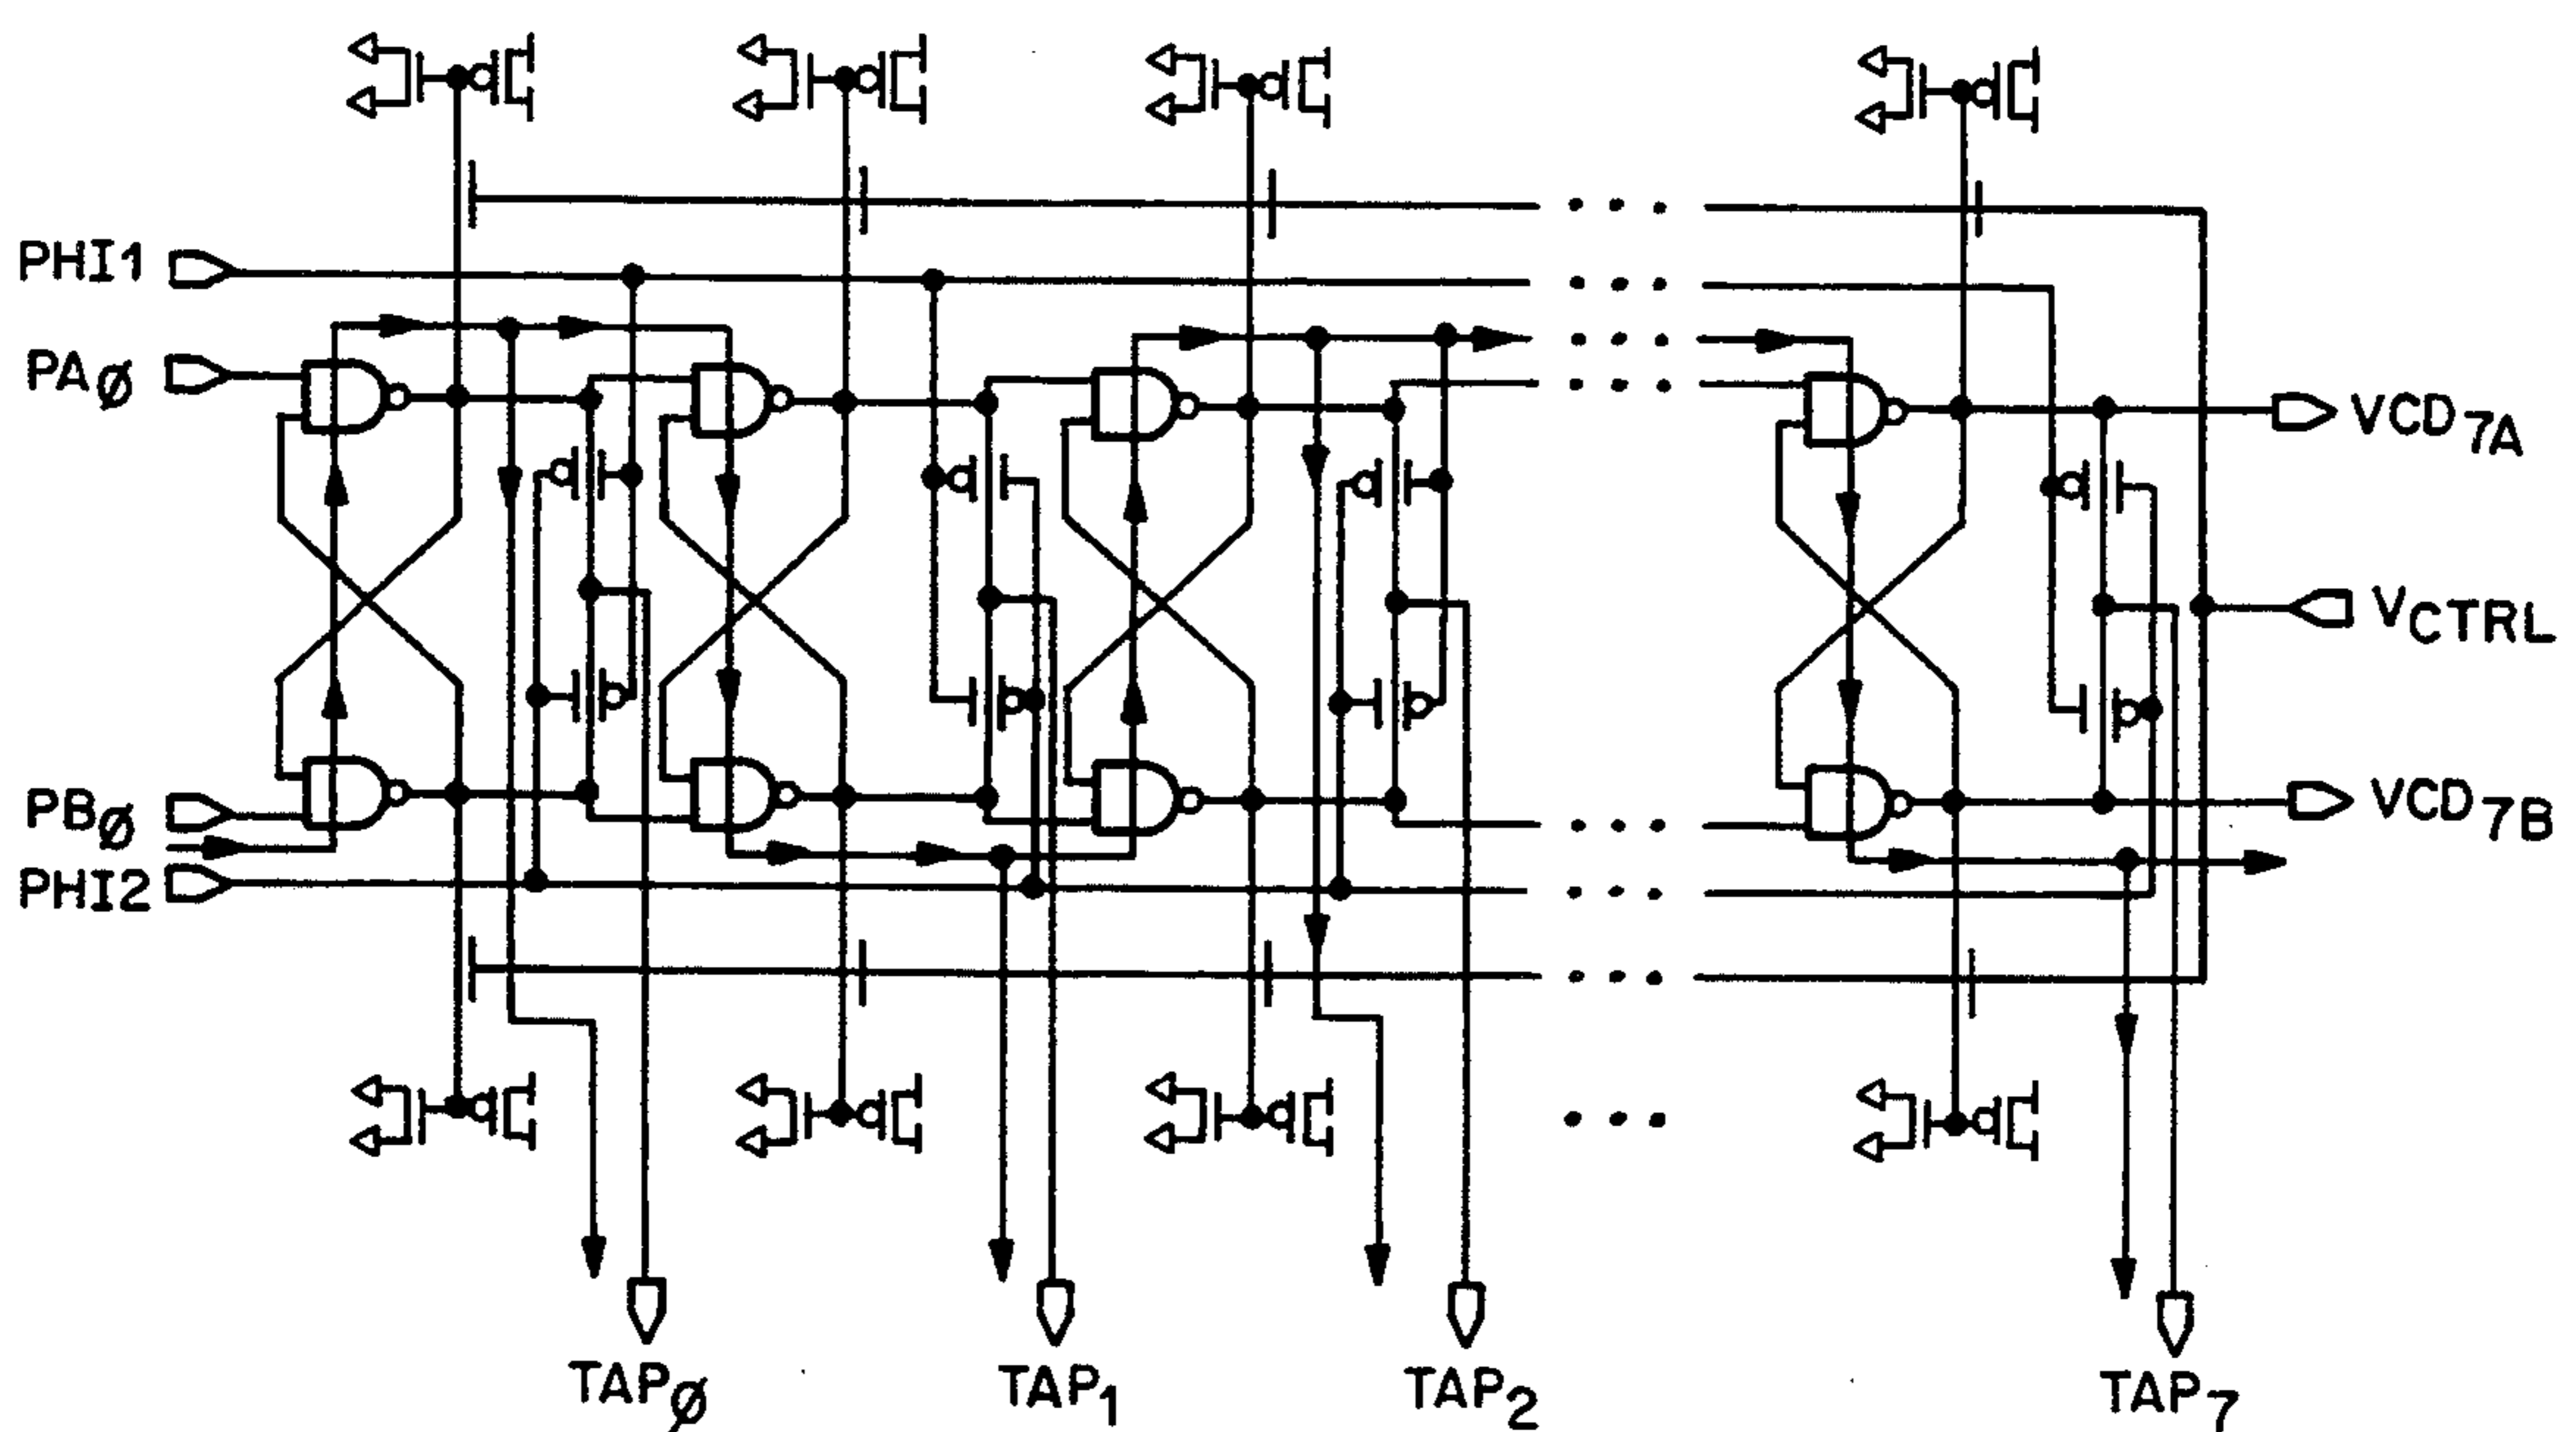 PHI1
PAØ
VCD7A
VCTRL
PBØ
VCD7B
PHI2
TAPØ
TAP1
TAP2
TAP7